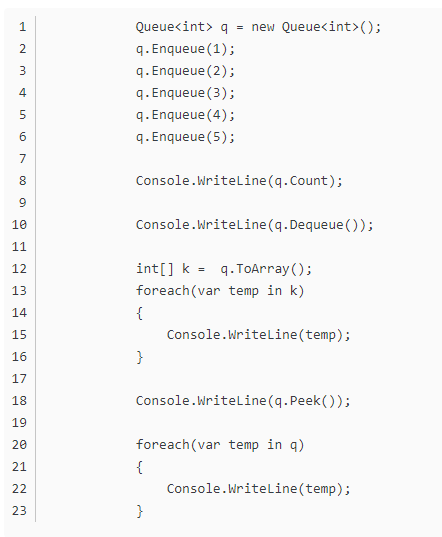 1 Queue<int> q = new Queue<int>();
2 q.Enqueue(1);
3 q.Enqueue(2);
4 q.Enqueue(3);
5 q.Enqueue(4);
6 q.Enqueue(5);
7
8 Console.WriteLine(q.Count);
9
10 Console.WriteLine(q.Dequeue());
11
12 int[] k =  q.ToArray();
13 foreach(var temp in k)
14 {
15     Console.WriteLine(temp);
16 }
17
18 Console.WriteLine(q.Peek());
19
20 foreach(var temp in q)
21 {
22     Console.WriteLine(temp);
23 }